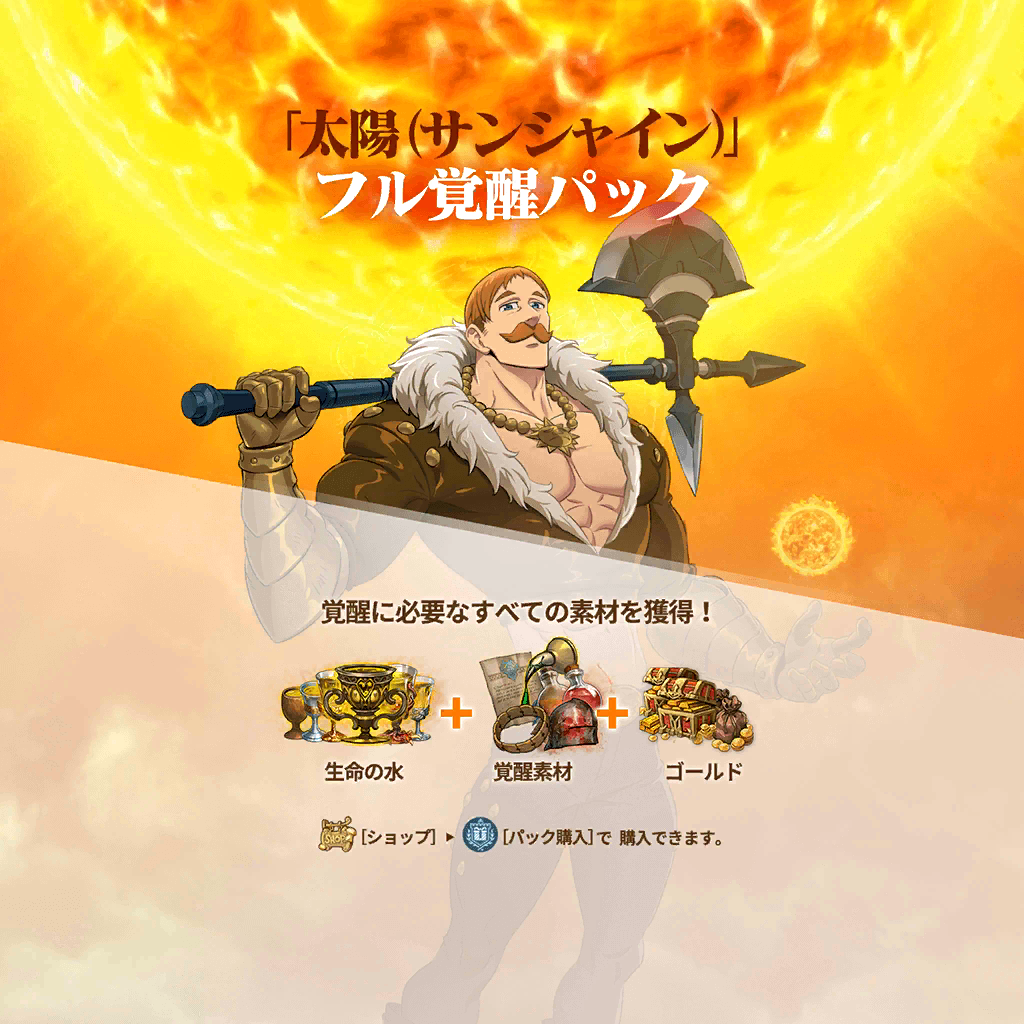 「太陽(サンシャイン)」
フル覚醒パック
覚醒に必要なすべての素材を獲得！
生命の水 + 覚醒素材 + ゴールド
SHOP [ショップ] ▶ [パック購入]で 購入できます。